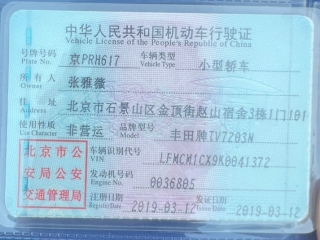 中华人民共和国机动车行驶证
Vehicle License of the People's Republic of China
号牌号码 京PRH617 车辆类型 小型轿车
Plate No. Vehicle Type
所有人 张雅薇
Owner
住址 北京市石景山区金顶街赵山宿舍3栋1门101
Address
使用性质 非营运 品牌型号 丰田牌TV7203N
Use Character Model
北京市公 车辆识别代号 LFMCM1CX9K0041372
VIN
安局公安 发动机号码 0036805
Engine No.
交通管理局 注册日期 2019-03-12 发证日期 2019-03-12
Register Date Issue Date